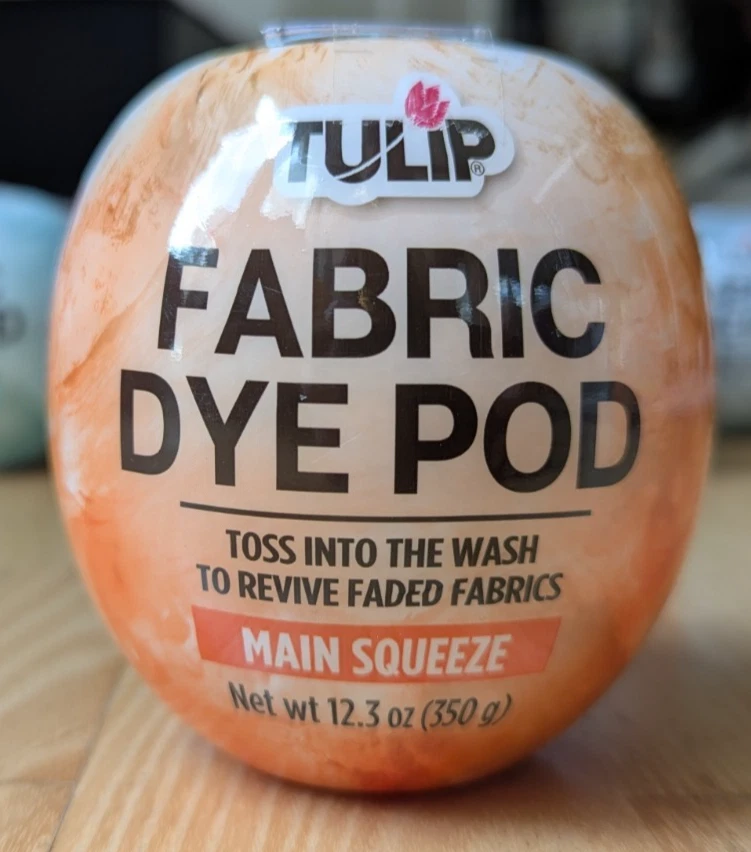 TULIP®
FABRIC
DYE POD
TOSS INTO THE WASH
TO REVIVE FADED FABRICS
MAIN SQUEEZE
Net wt 12.3 oz (350 g)